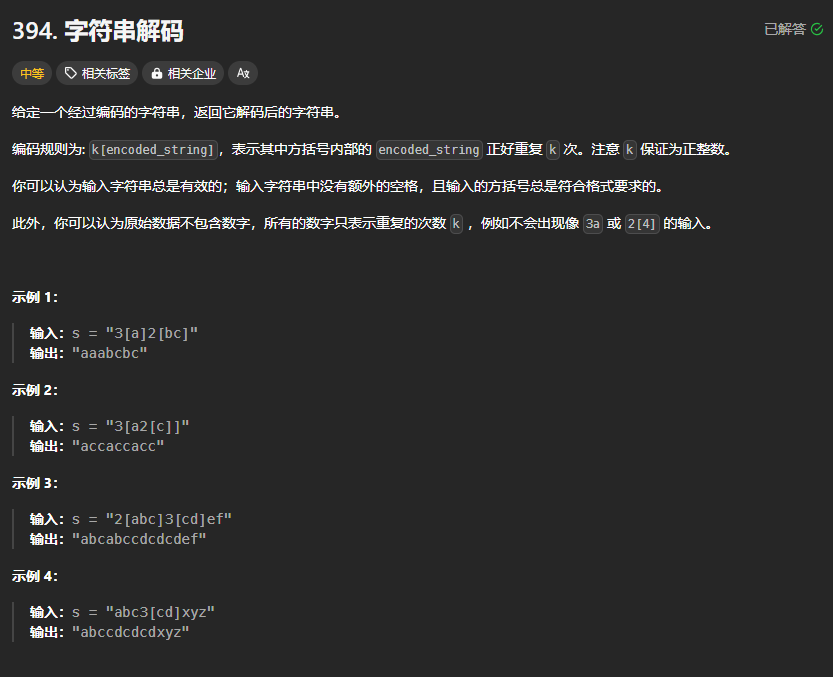 394. 字符串解码
已解答
中等 相关标签 相关企业 Az
给定一个经过编码的字符串，返回它解码后的字符串。
编码规则为: k[encoded_string]，表示其中方括号内部的 encoded_string 正好重复 k 次。注意 k 保证为正整数。
你可以认为输入字符串总是有效的；输入字符串中没有额外的空格，且输入的方括号总是符合格式要求的。
此外，你可以认为原始数据不包含数字，所有的数字只表示重复的次数 k ，例如不会出现像 3a 或 2[4] 的输入。
示例 1：
输入：s = "3[a]2[bc]"
输出："aaabcbc"
示例 2：
输入：s = "3[a2[c]]"
输出："accaccacc"
示例 3：
输入：s = "2[abc]3[cd]ef"
输出："abcabccdcdcdef"
示例 4：
输入：s = "abc3[cd]xyz"
输出："abccdcdcdxyz"